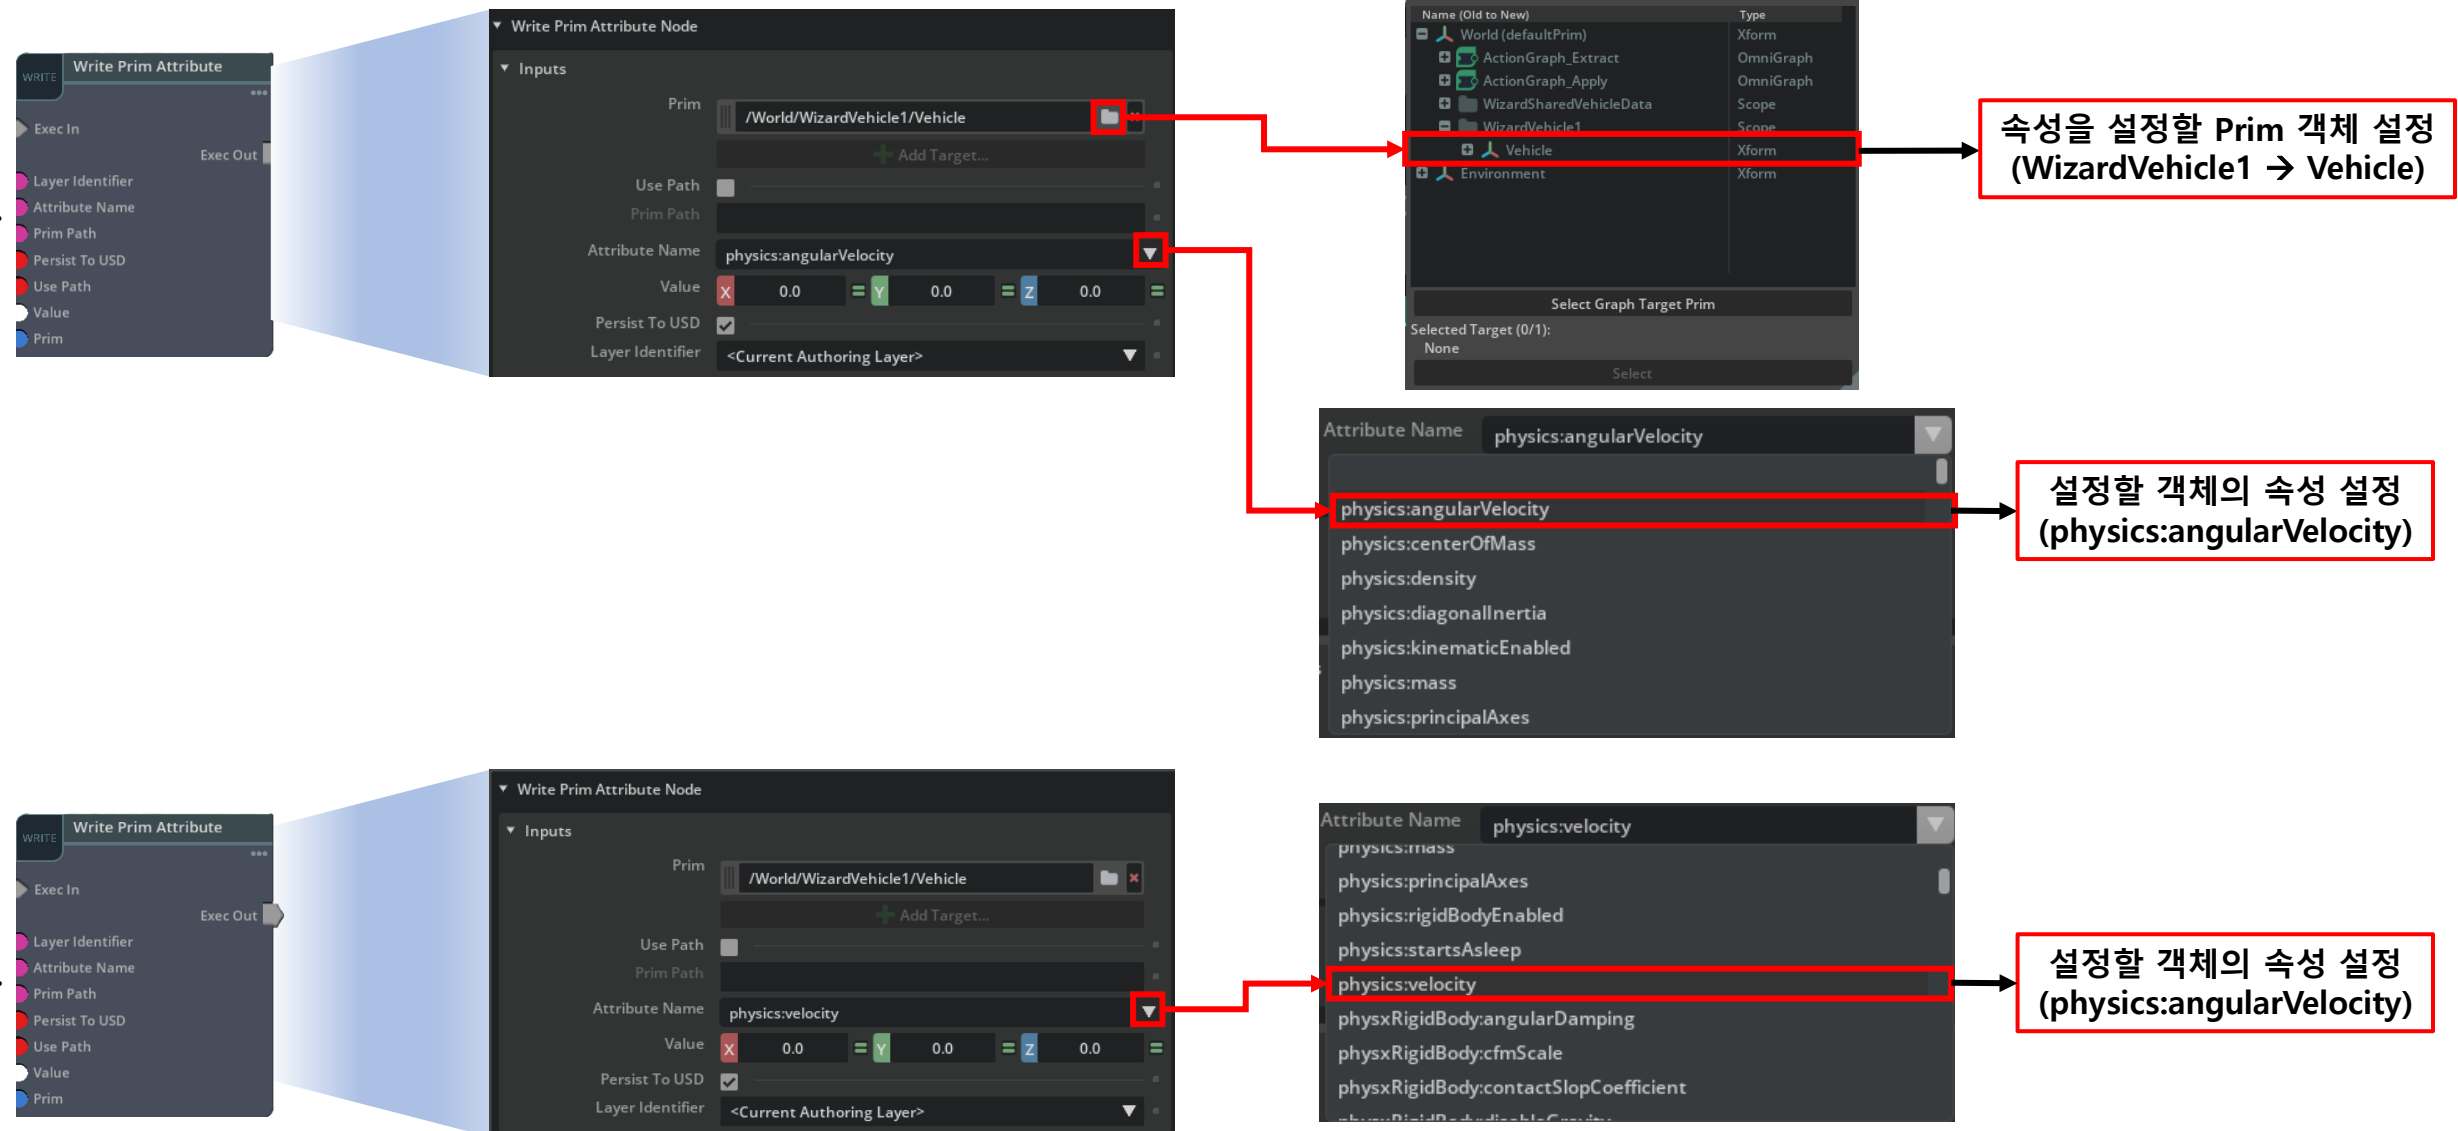 WRITE
Write Prim Attribute
Exec In
Exec Out
Layer Identifier
Attribute Name
Prim Path
Persist To USD
Use Path
Value
Prim
Write Prim Attribute Node
Inputs
Prim
/World/WizardVehicle1/Vehicle
Add Target...
Use Path
Prim Path
Attribute Name
physics:angularVelocity
Value
X 0.0 Y 0.0 Z 0.0
Persist To USD
Layer Identifier
<Current Authoring Layer>
Name (Old to New) Type
World (defaultPrim) Xform
ActionGraph_Extract OmniGraph
ActionGraph_Apply OmniGraph
WizardSharedVehicleData Scope
WizardVehicle1 Scope
Vehicle Xform
Environment Xform
Select Graph Target Prim
Selected Target (0/1):
None
Select
속성을 설정할 Prim 객체 설정
(WizardVehicle1 → Vehicle)
Attribute Name
physics:angularVelocity
physics:angularVelocity
physics:centerOfMass
physics:density
physics:diagonalInertia
physics:kinematicEnabled
physics:mass
physics:principalAxes
설정할 객체의 속성 설정
(physics:angularVelocity)
WRITE
Write Prim Attribute
Exec In
Exec Out
Layer Identifier
Attribute Name
Prim Path
Persist To USD
Use Path
Value
Prim
Write Prim Attribute Node
Inputs
Prim
/World/WizardVehicle1/Vehicle
Add Target...
Use Path
Prim Path
Attribute Name
physics:velocity
Value
X 0.0 Y 0.0 Z 0.0
Persist To USD
Layer Identifier
<Current Authoring Layer>
Attribute Name
physics:velocity
physics:mass
physics:principalAxes
physics:rigidBodyEnabled
physics:startsAsleep
physics:velocity
physxRigidBody:angularDamping
physxRigidBody:cfmScale
physxRigidBody:contactSlopCoefficient
physxRigidBody:disableGravity
설정할 객체의 속성 설정
(physics:angularVelocity)